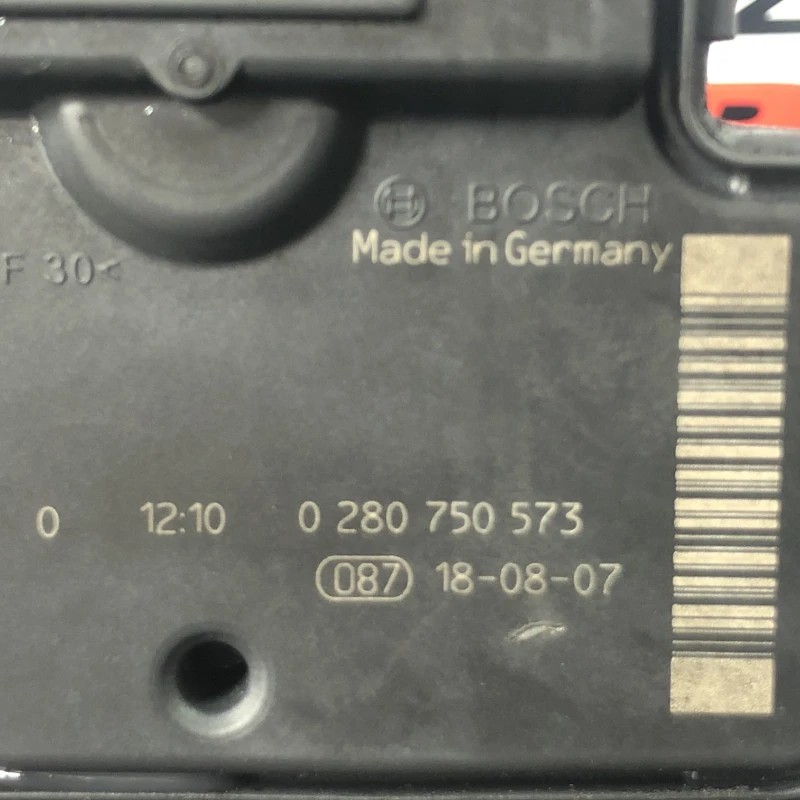 BOSCH
Made in Germany
F 30<
0 12:10 0 280 750 573
087 18-08-07